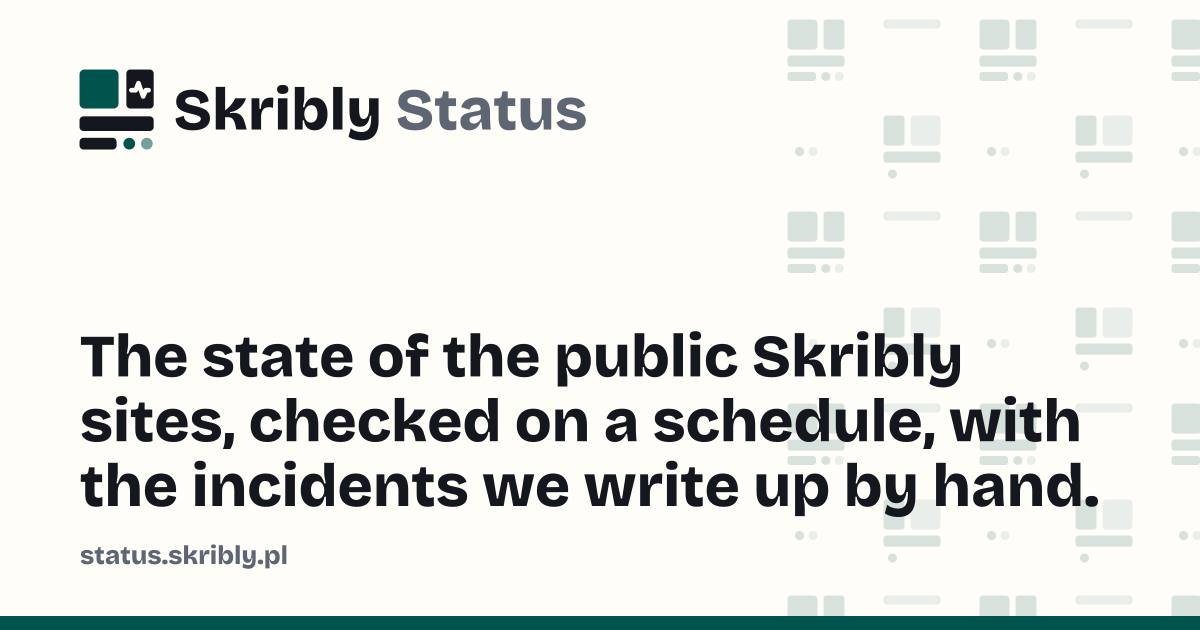 Skribly Status
The state of the public Skribly
sites, checked on a schedule, with
the incidents we write up by hand.
status.skribly.pl